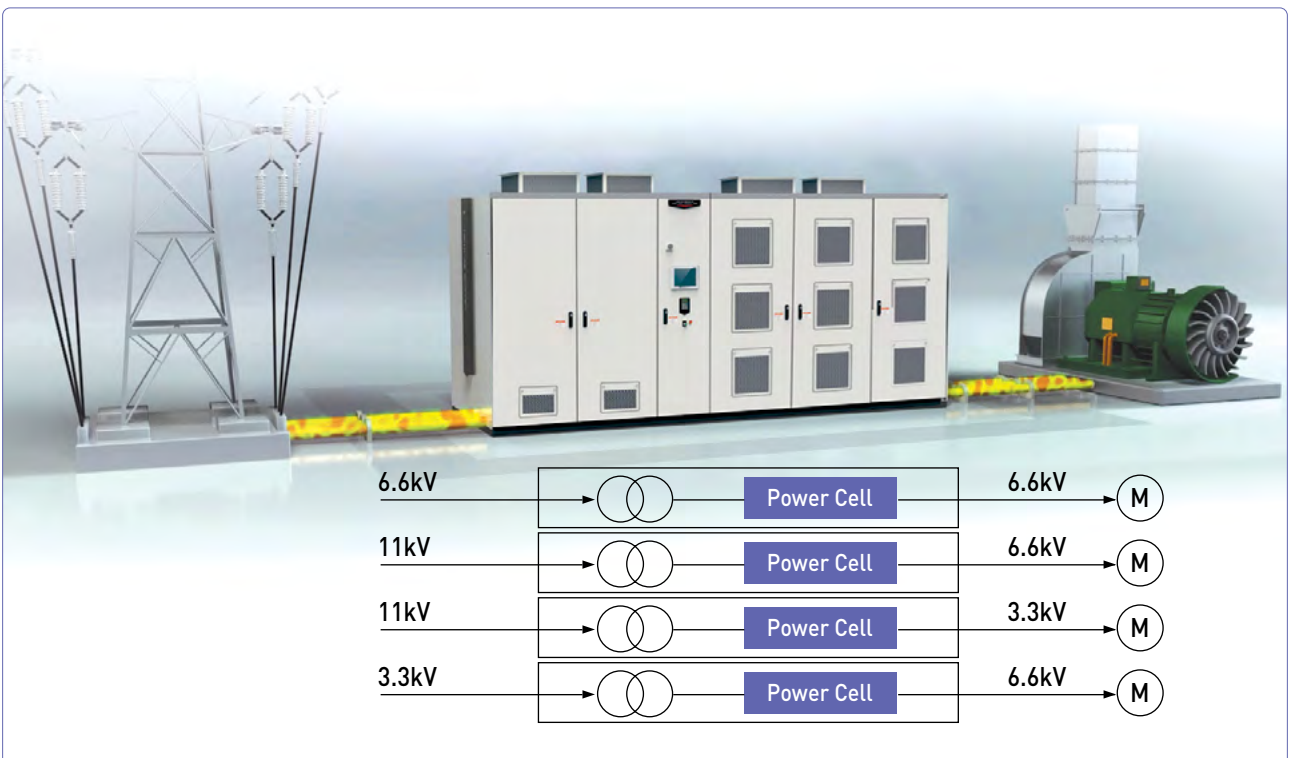 6.6kV Power Cell 6.6kV M
11kV Power Cell 6.6kV M
11kV Power Cell 3.3kV M
3.3kV Power Cell 6.6kV M